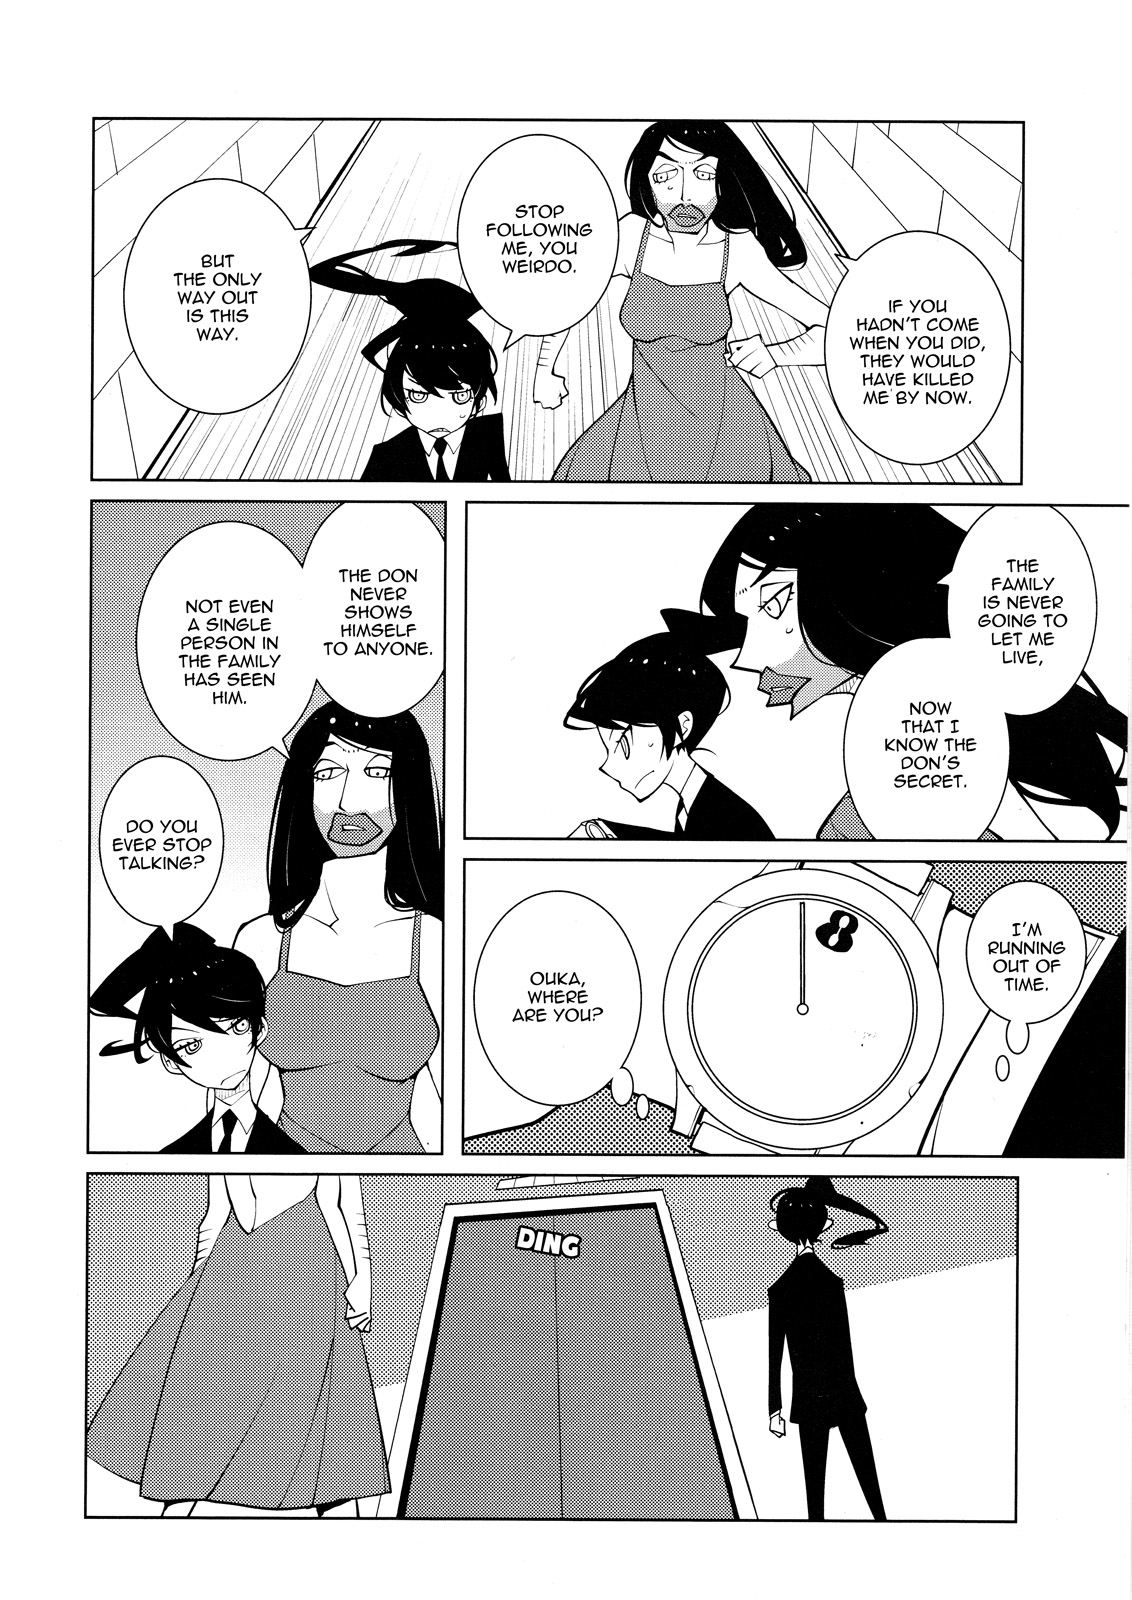 IF YOU
HADN'T COME
WHEN YOU DID,
THEY WOULD
HAVE KILLED
ME BY NOW.
STOP
FOLLOWING
ME, YOU
WEIRDO.
BUT
THE ONLY
WAY OUT
IS THIS
WAY.
THE
FAMILY
IS NEVER
GOING TO
LET ME
LIVE,
NOW
THAT I
KNOW THE
DON'S
SECRET.
I'M
RUNNING
OUT OF
TIME.
8
OUKA,
WHERE
ARE YOU?
THE DON
NEVER
SHOWS
HIMSELF
TO ANYONE.
NOT EVEN
A SINGLE
PERSON IN
THE FAMILY
HAS SEEN
HIM.
DO YOU
EVER STOP
TALKING?
DING